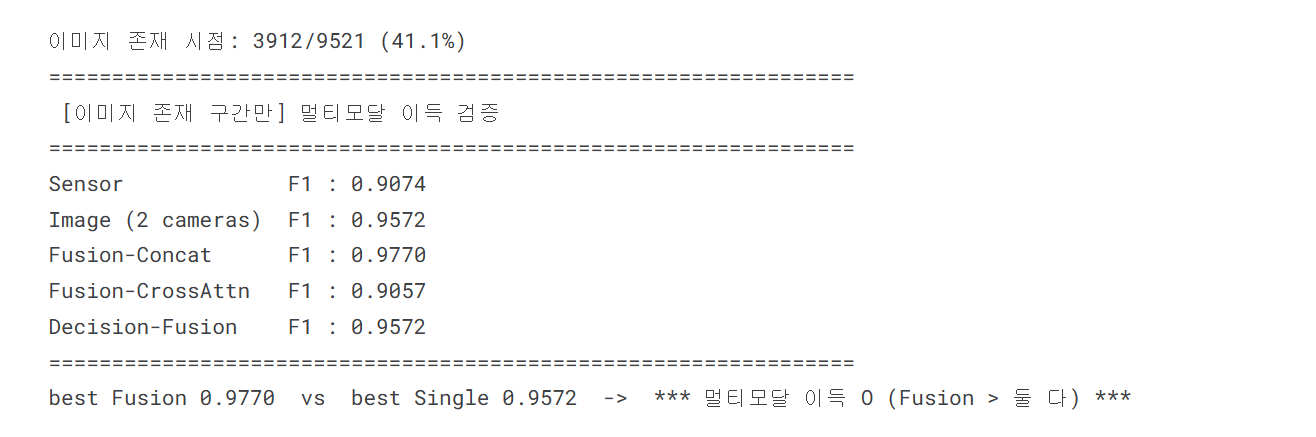 이미지 존재 시점: 3912/9521 (41.1%)
================================================================
[이미지 존재 구간만] 멀티모달 이득 검증
================================================================
Sensor F1 : 0.9074
Image (2 cameras) F1 : 0.9572
Fusion-Concat F1 : 0.9770
Fusion-CrossAttn F1 : 0.9057
Decision-Fusion F1 : 0.9572
================================================================
best Fusion 0.9770 vs best Single 0.9572 -> *** 멀티모달 이득 O (Fusion > 둘 다) ***